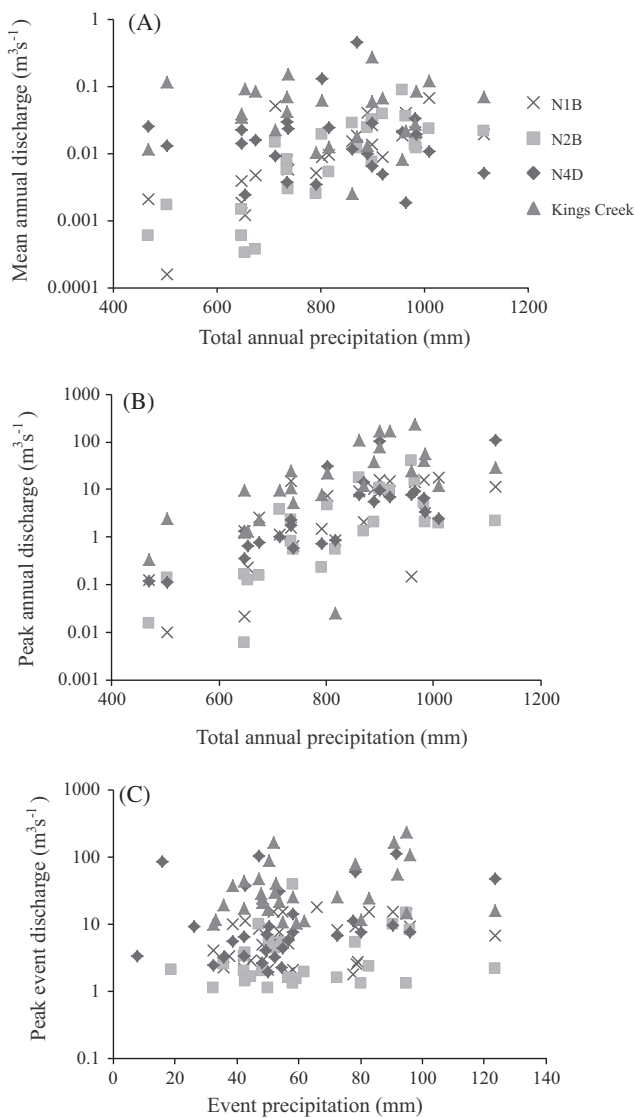 (A)
Mean annual discharge (m³s⁻¹)
1
0.1
0.01
0.001
0.0001
400 600 800 1000 1200
Total annual precipitation (mm)
N1B
N2B
N4D
Kings Creek
(B)
Peak annual discharge (m³s⁻¹)
1000
100
10
1
0.1
0.01
0.001
400 600 800 1000 1200
Total annual precipitation (mm)
(C)
Peak event discharge (m³s⁻¹)
1000
100
10
1
0.1
0 20 40 60 80 100 120 140
Event precipitation (mm)